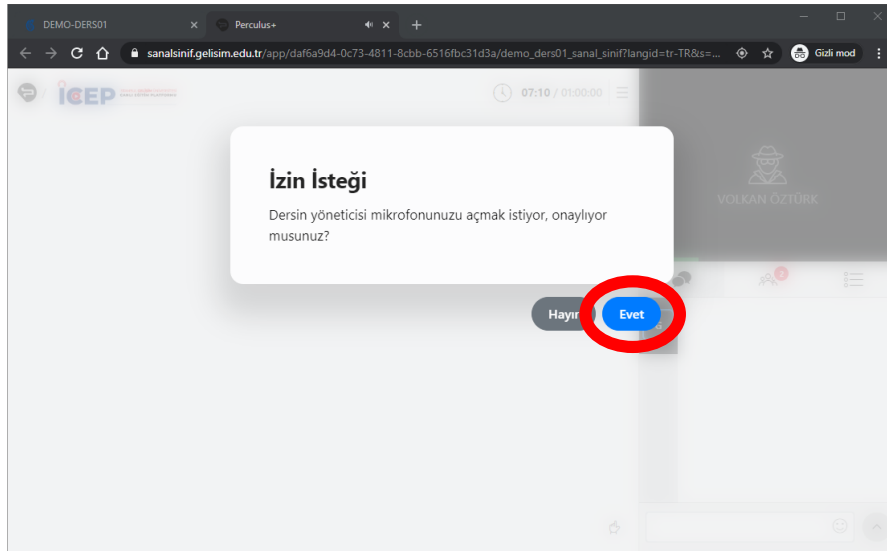 DEMO-DERS01
Perculus+
sanalsinif.gelisim.edu.tr/app/daf6a9d4-0c73-4811-8cbb-6516fbc31d3a/demo_ders01_sanal_sinif?langid=tr-TR&s=...
Gizli mod
İCEP
07:10 / 01:00:00
İzin İsteği
Dersin yöneticisi mikrofonunuzu açmak istiyor, onaylıyor
musunuz?
VOLKAN ÖZTÜRK
2
Hayır
Evet